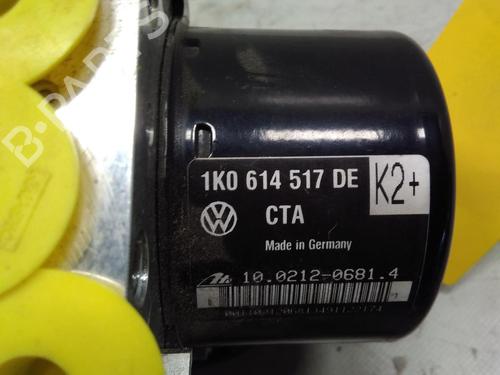 B-PARTS
1K0 614 517 DE
K2+
CTA
Made in Germany
10.0212-0681.4